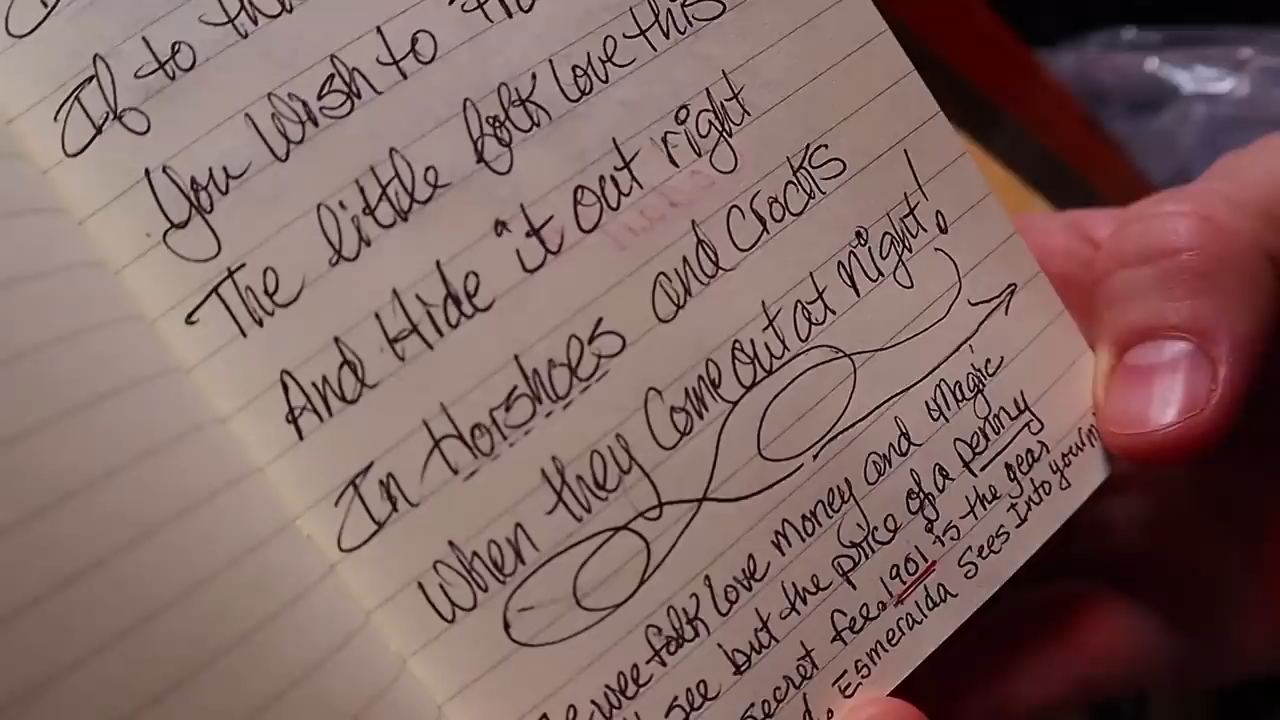 If to th
You Wish to
The little folk love this
And Hide it out right
In Horshoes and Crocks
When they Come out at night!
wee folk love money and magic
see but the price of a penny
secret fee. 1901 is the year
Esmeralda Sees Into your